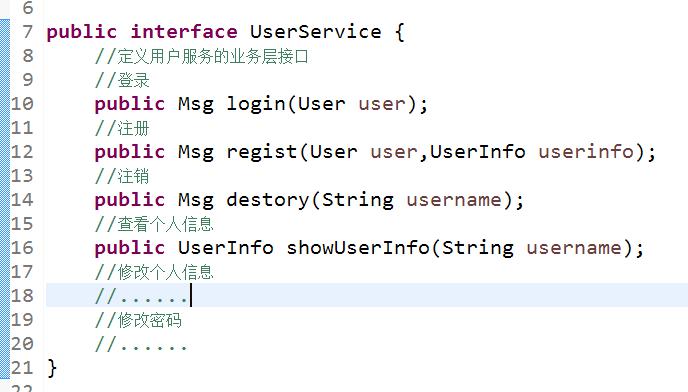 6
7 public interface UserService {
8 //定义用户服务的业务层接口
9 //登录
10 public Msg login(User user);
11 //注册
12 public Msg regist(User user,UserInfo userinfo);
13 //注销
14 public Msg destory(String username);
15 //查看个人信息
16 public UserInfo showUserInfo(String username);
17 //修改个人信息
18 //......
19 //修改密码
20 //......
21 }
22